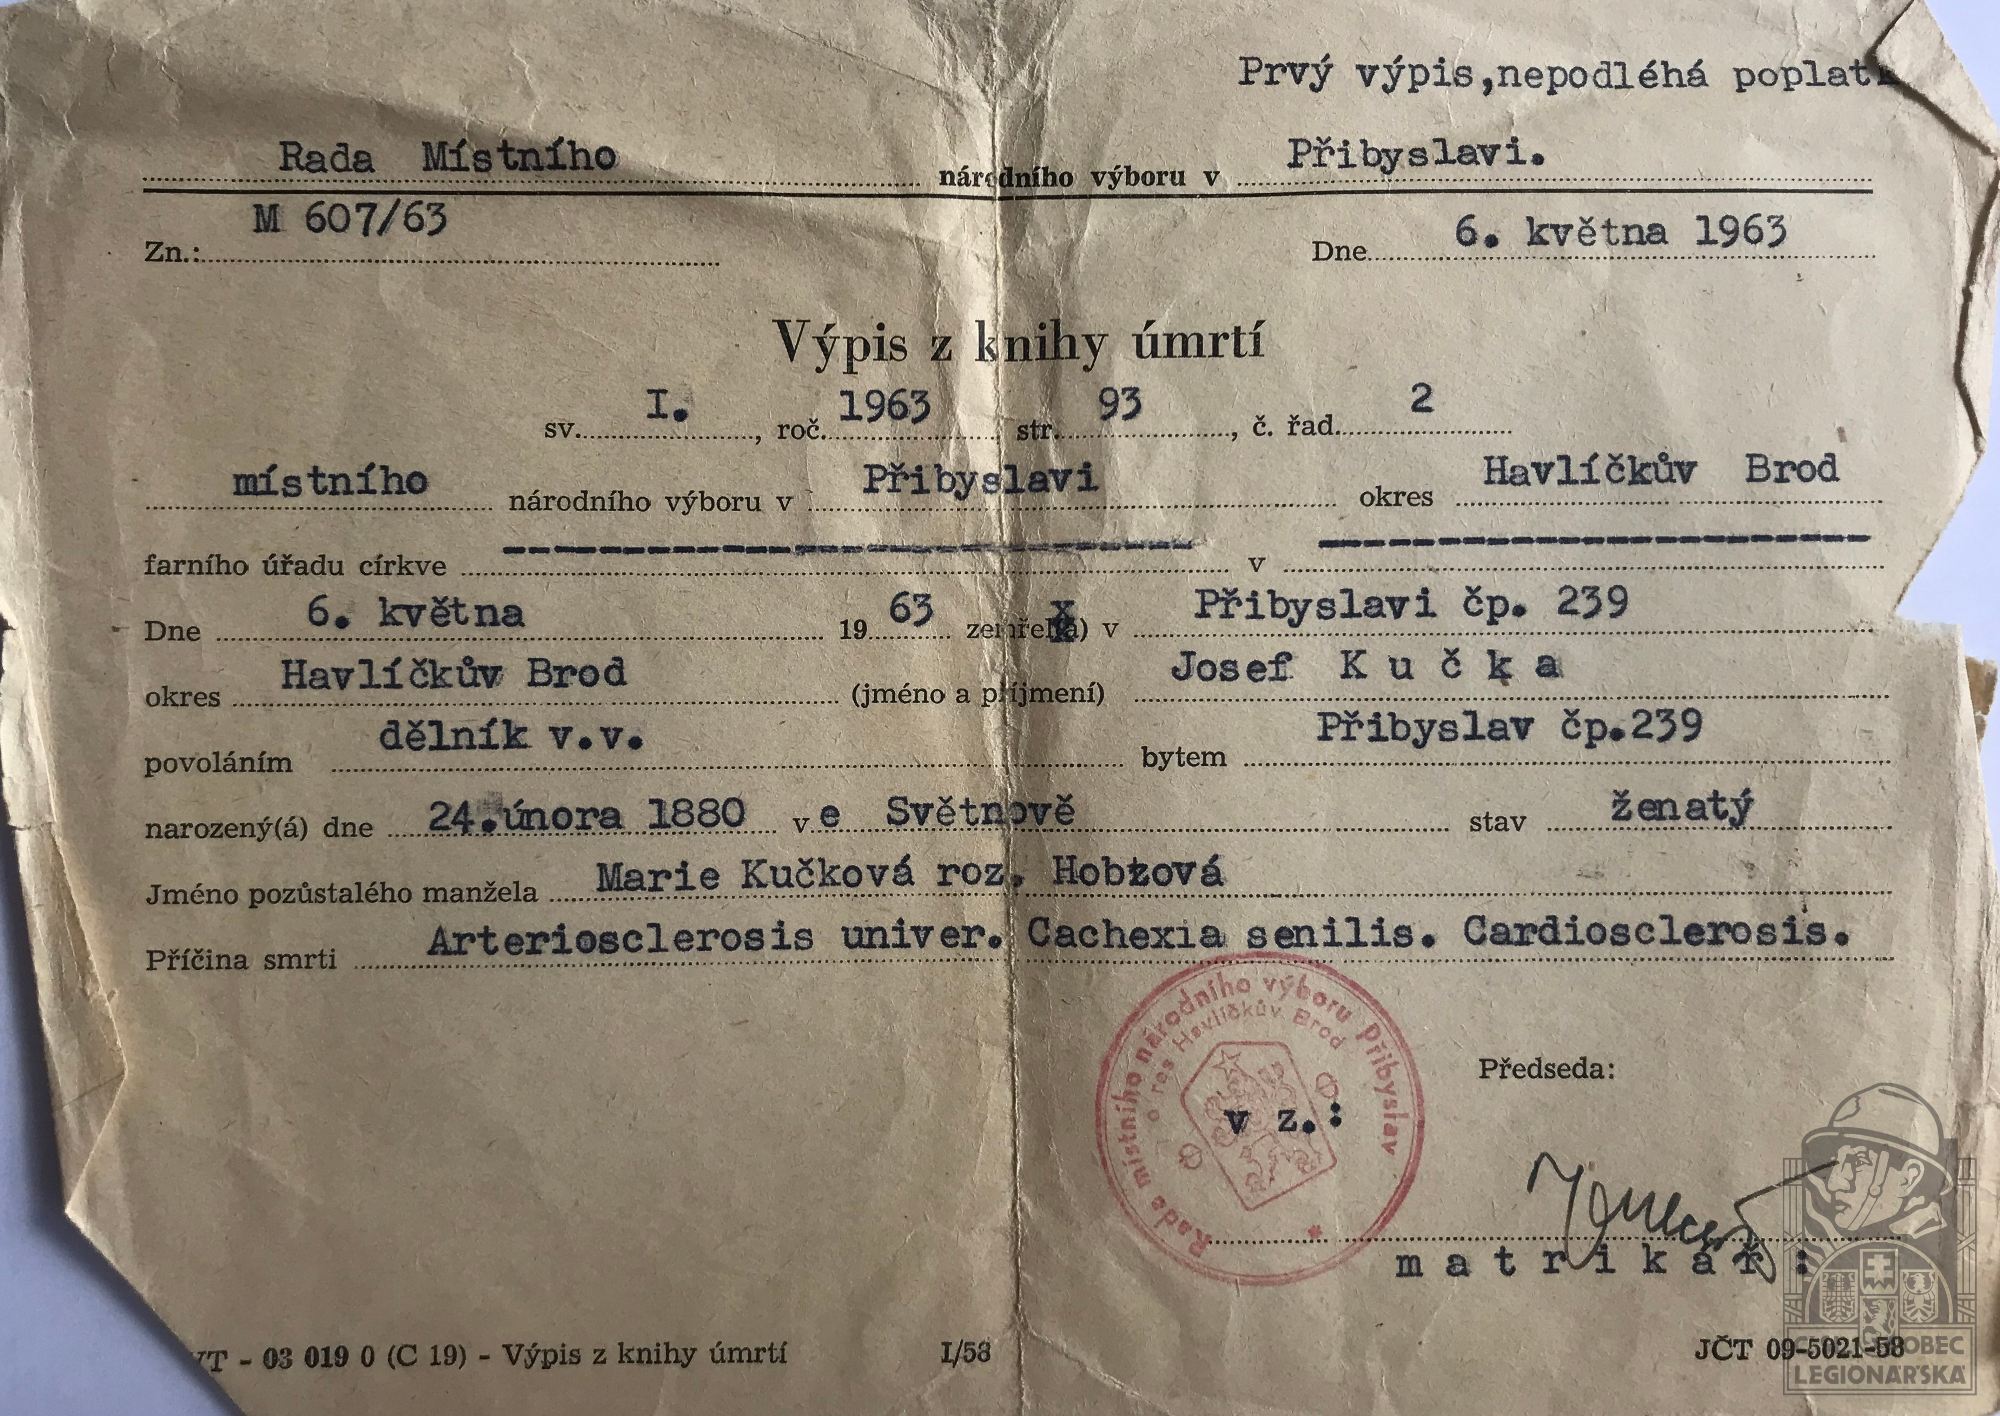 Prvý výpis,nepodléhá poplatk
Rada Místního národního výboru v Přibyslavi.
Zn.: M 607/63 Dne 6. května 1963
Výpis z knihy úmrtí
sv. I., roč. 1963 str. 93, č. řad. 2
místního národního výboru v Přibyslavi okres Havlíčkův Brod
farního úřadu církve ---------- v ----------
Dne 6. května 19 63 zemřel(a) v Přibyslavi čp. 239
okres Havlíčkův Brod (jméno a příjmení) Josef Kučka
povoláním dělník v.v. bytem Přibyslav čp.239
narozený(á) dne 24.února 1880 ve Světnově stav ženatý
Jméno pozůstalého manžela Marie Kučková roz. Hobzová
Příčina smrti Arteriosclerosis univer. Cachexia senilis. Cardiosclerosis.
Rada místního národního výboru Přibyslav
o res Havlíčkův Brod
Předseda:
v z.:
matrikář:
VT - 03 019 0 (C 19) - Výpis z knihy úmrtí I/58 JČT 09-5021-58
OBEC
LEGIONÁŘSKÁ